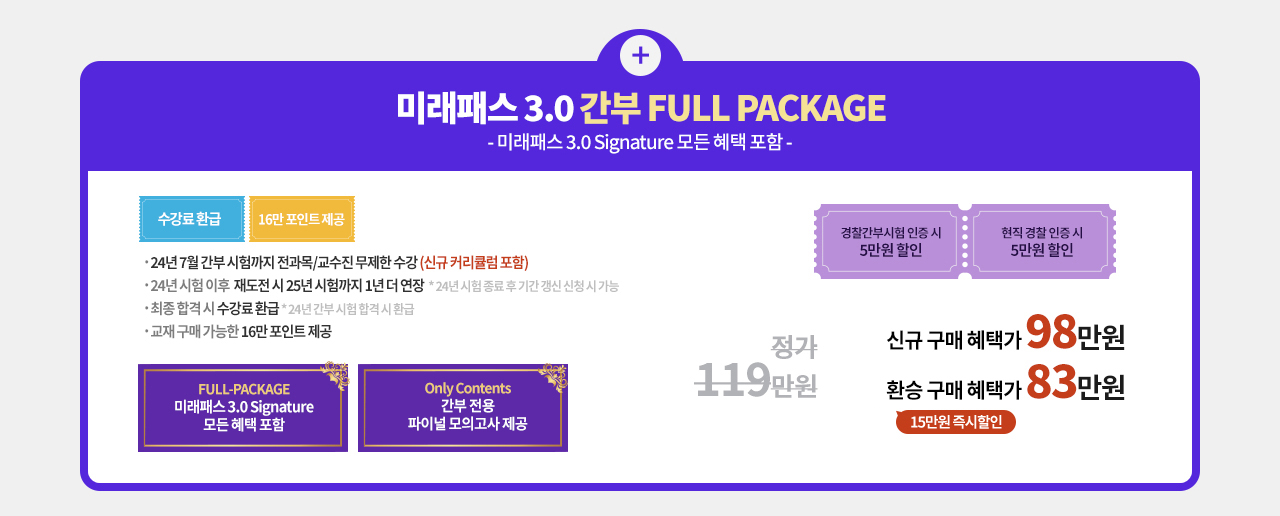 +
미래패스 3.0 간부 FULL PACKAGE
- 미래패스 3.0 Signature 모든 혜택 포함 -
수강료 환급
16만 포인트 제공
· 24년 7월 간부 시험까지 전과목/교수진 무제한 수강 (신규 커리큘럼 포함)
· 24년 시험 이후 재도전 시 25년 시험까지 1년 더 연장 * 24년 시험 종료 후 기간 갱신 신청 시 가능
· 최종 합격 시 수강료 환급 * 24년 간부 시험 합격 시 환급
· 교재 구매 가능한 16만 포인트 제공
FULL-PACKAGE
미래패스 3.0 Signature
모든 혜택 포함
Only Contents
간부 전용
파이널 모의고사 제공
경찰간부시험 인증 시
5만원 할인
현직 경찰 인증 시
5만원 할인
정가
119만원
신규 구매 혜택가 98만원
환승 구매 혜택가 83만원
15만원 즉시할인